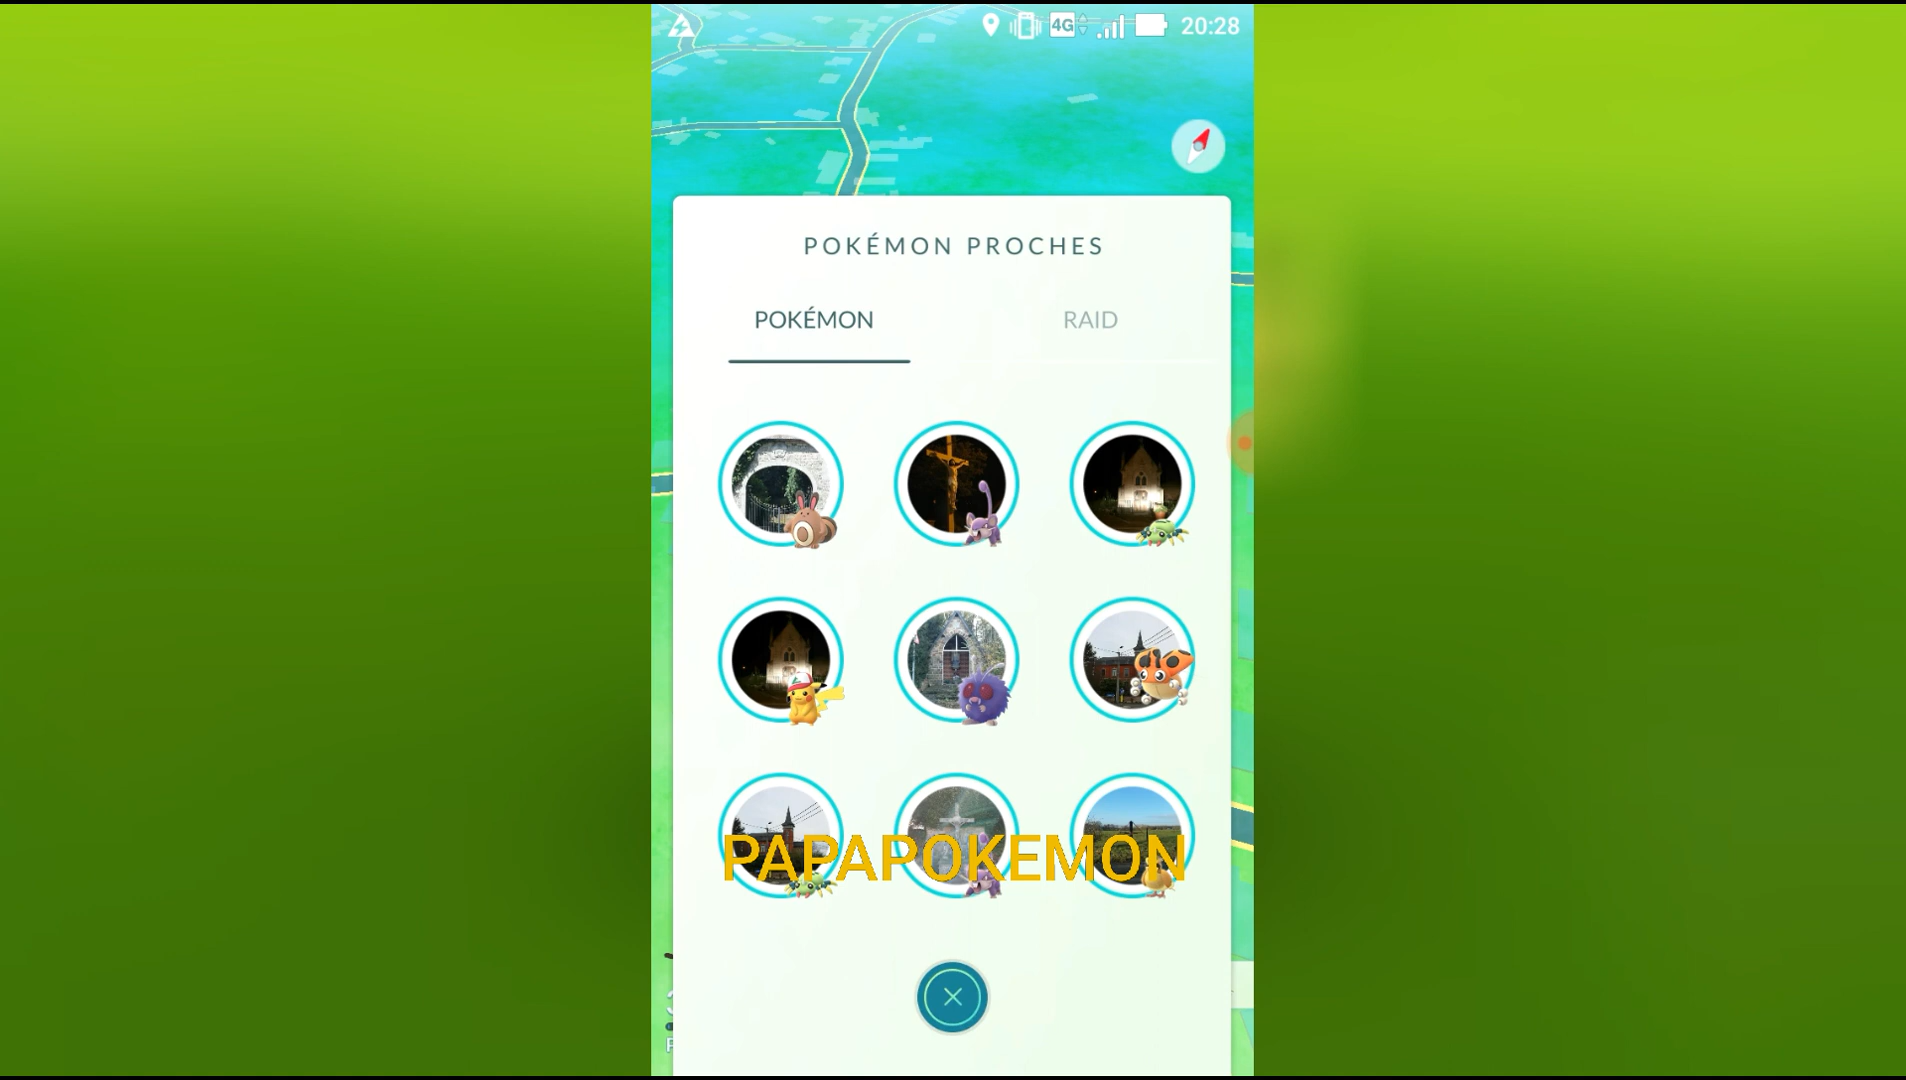 4G 20:28
POKÉMON PROCHES
POKÉMON RAID
PAPAPOKEMON